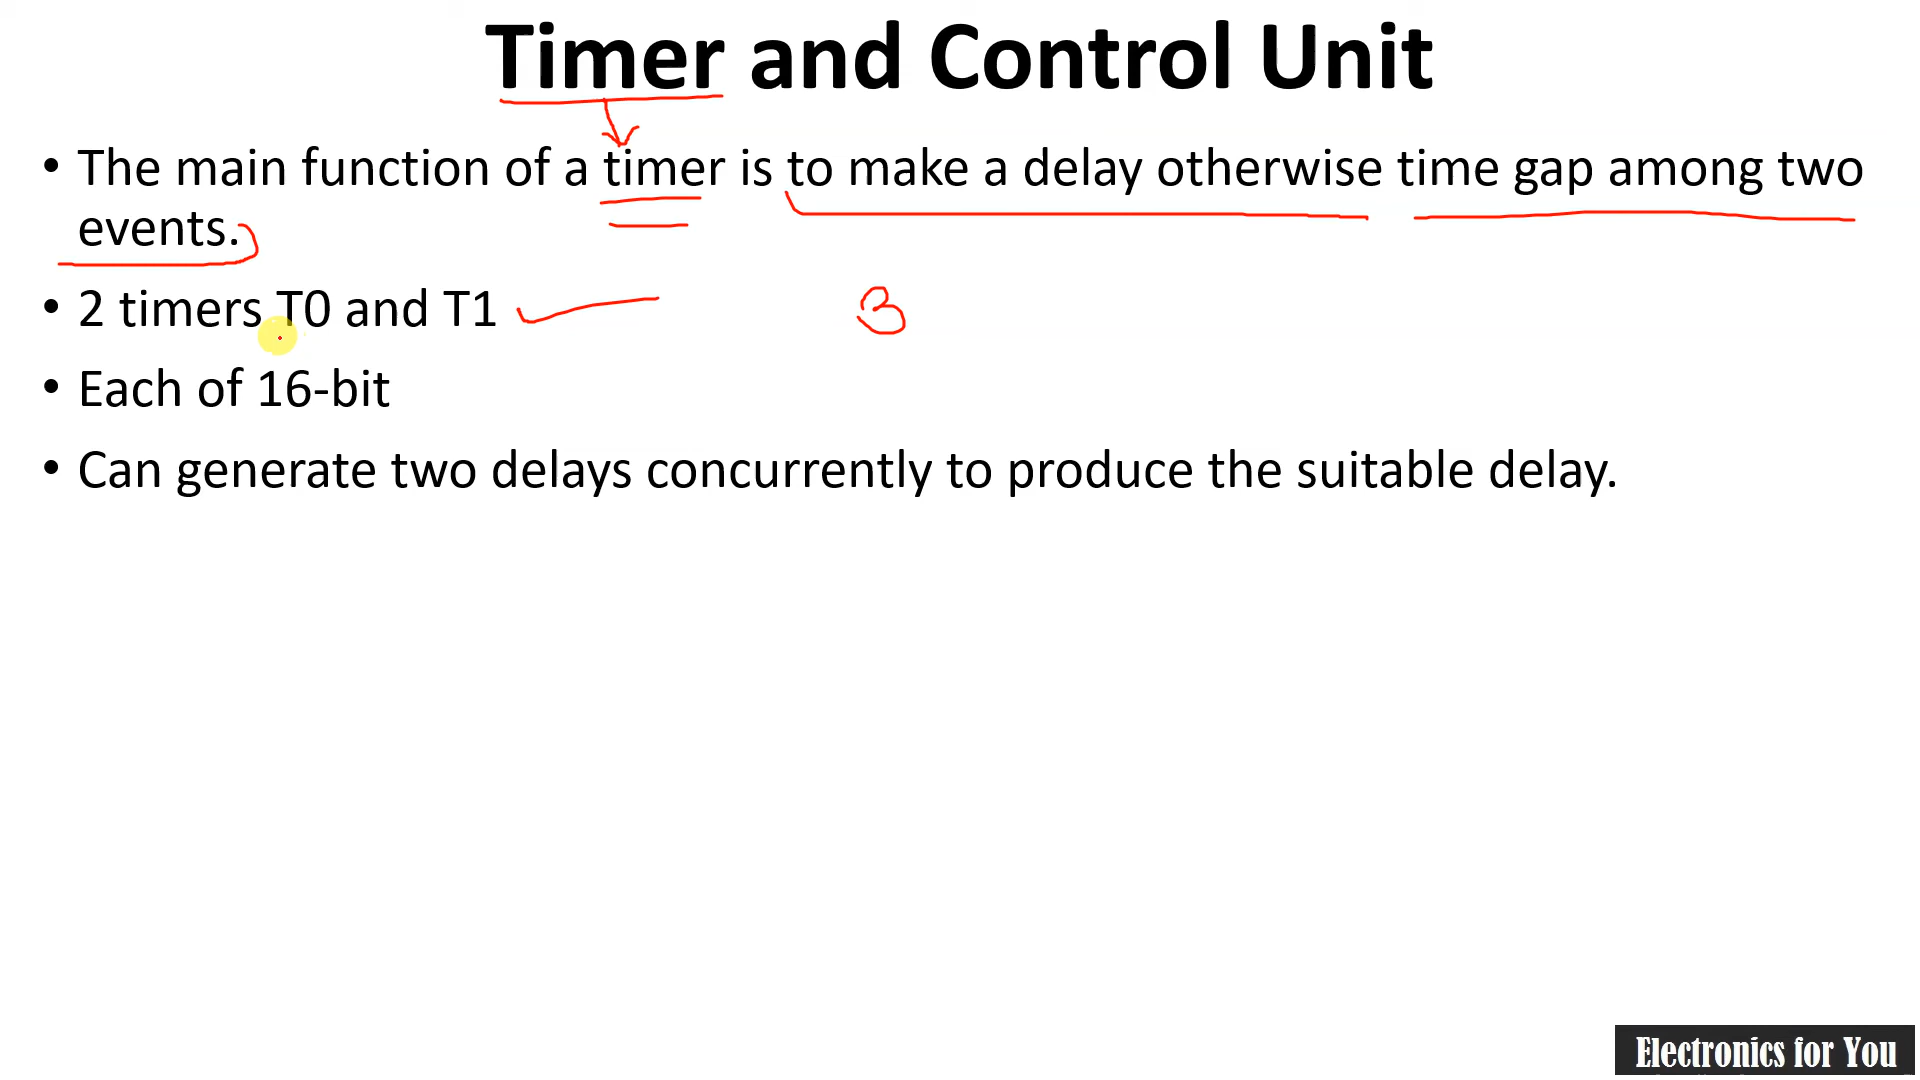 Timer and Control Unit
• The main function of a timer is to make a delay otherwise time gap among two
events.
• 2 timers T0 and T1
3
• Each of 16-bit
• Can generate two delays concurrently to produce the suitable delay.
Electronics for You